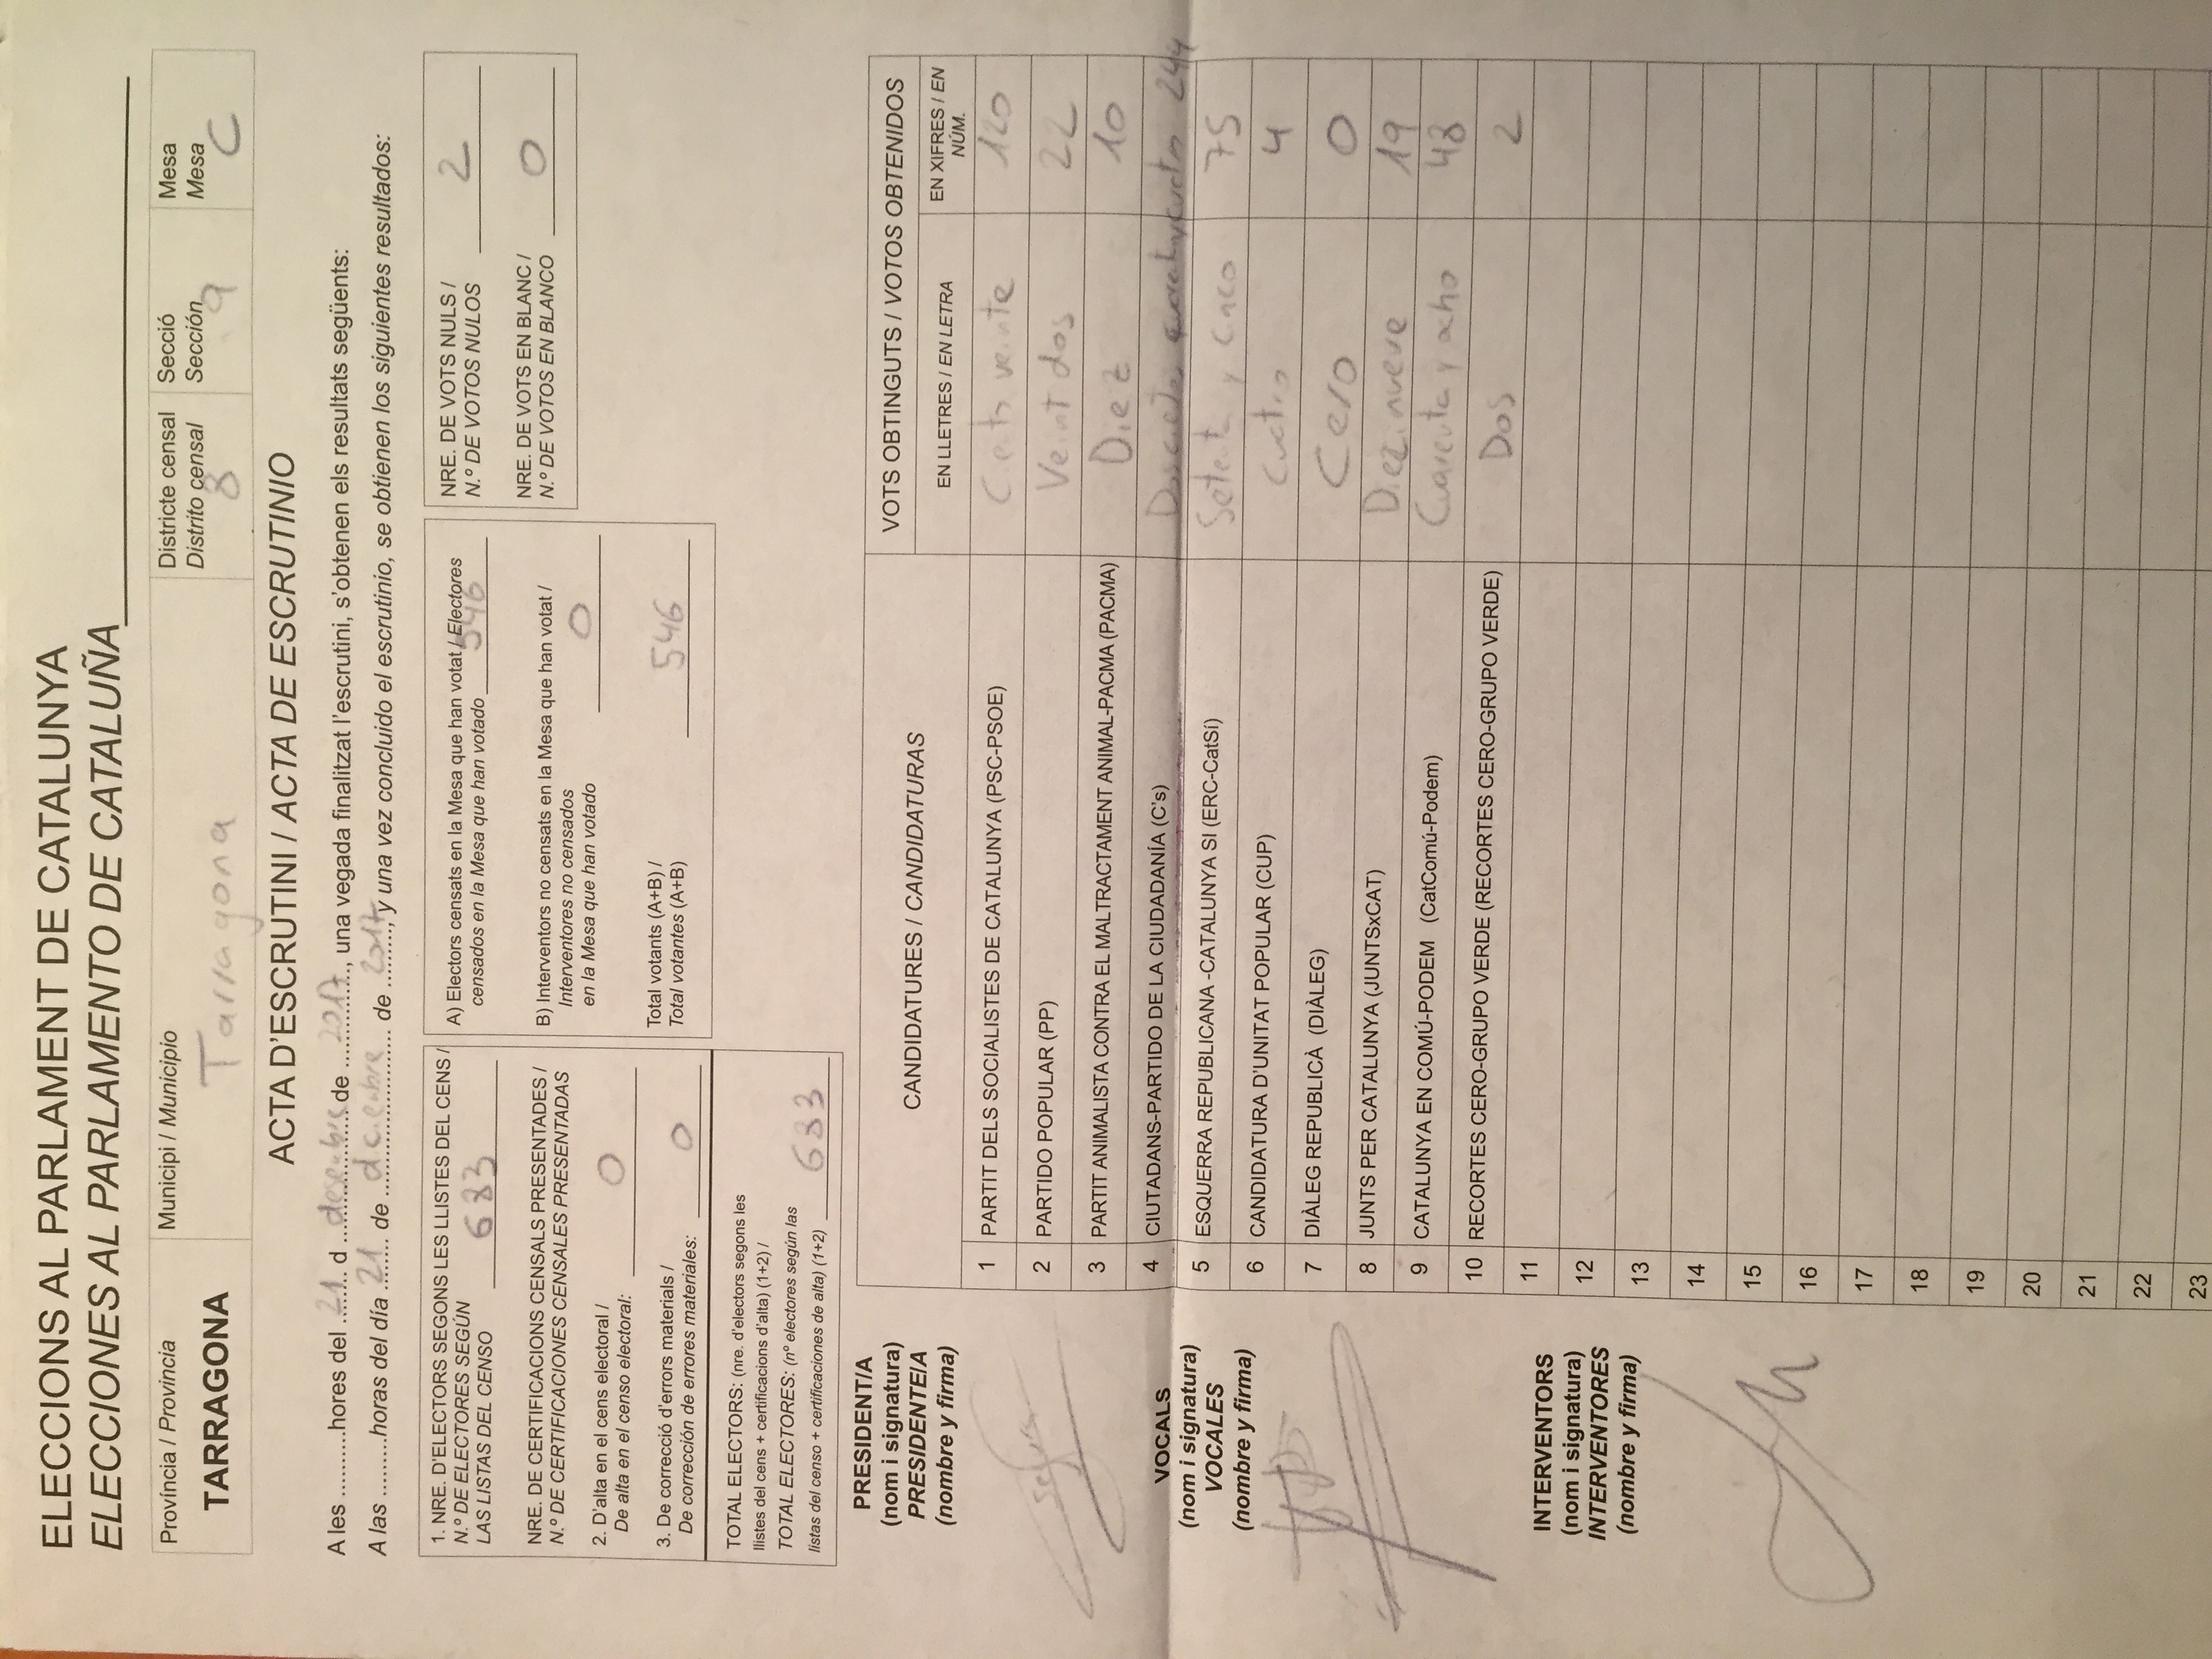 ELECCIONS AL PARLAMENT DE CATALUNYA
ELECCIONES AL PARLAMENTO DE CATALUÑA
Província / Provincia
TARRAGONA
Municipi / Municipio
Tarragona
Districte censal
Distrito censal
8
Secció
Sección
9
Mesa
Mesa
C
ACTA D'ESCRUTINI / ACTA DE ESCRUTINIO
A les ..........hores del 21 d desembre de 2017, una vegada finalitzat l'escrutini, s'obtenen els resultats següents:
A las .........horas del día 21 de diciembre de 2017, y una vez concluido el escrutinio, se obtienen los siguientes resultados:
1. NRE. D'ELECTORS SEGONS LES LLISTES DEL CENS /
N.º DE ELECTORES SEGÚN
LAS LISTAS DEL CENSO 683
NRE. DE CERTIFICACIONS CENSALS PRESENTADES /
N.º DE CERTIFICACIONES CENSALES PRESENTADAS
2. D'alta en el cens electoral /
De alta en el censo electoral: 0
3. De correcció d'errors materials /
De corrección de errores materiales: 0
TOTAL ELECTORS: (nre. d'electors segons les
llistes del cens + certificacions d'alta) (1+2) /
TOTAL ELECTORES: (nº electores según las
listas del censo + certificaciones de alta) (1+2) 683
A) Electors censats en la Mesa que han votat / Electores
censados en la Mesa que han votado 546
B) Interventors no censats en la Mesa que han votat /
Interventores no censados
en la Mesa que han votado 0
Total votants (A+B) /
Total votantes (A+B) 546
NRE. DE VOTS NULS /
N.º DE VOTOS NULOS 2
NRE. DE VOTS EN BLANC /
N.º DE VOTOS EN BLANCO 0
PRESIDENT/A
(nom i signatura)
PRESIDENTE/A
(nombre y firma)
VOCALS
(nom i signatura)
VOCALES
(nombre y firma)
INTERVENTORS
(nom i signatura)
INTERVENTORES
(nombre y firma)
CANDIDATURES / CANDIDATURAS
VOTS OBTINGUTS / VOTOS OBTENIDOS
EN LLETRES / EN LETRA
EN XIFRES / EN
NÚM.
1 PARTIT DELS SOCIALISTES DE CATALUNYA (PSC-PSOE) Ciento veinte 120
2 PARTIDO POPULAR (PP) Veintdos 22
3 PARTIT ANIMALISTA CONTRA EL MALTRACTAMENT ANIMAL-PACMA (PACMA) Diez 10
4 CIUTADANS-PARTIDO DE LA CIUDADANÍA (C's) 244
5 ESQUERRA REPUBLICANA -CATALUNYA SI (ERC-CatSí) Setenta y cinco 75
6 CANDIDATURA D'UNITAT POPULAR (CUP) cuatro 4
7 DIÀLEG REPUBLICÀ (DIÀLEG) Cero 0
8 JUNTS PER CATALUNYA (JUNTSxCAT) Diezinueve 19
9 CATALUNYA EN COMÚ-PODEM (CatComú-Podem) Cuarenta y ocho 48
10 RECORTES CERO-GRUPO VERDE (RECORTES CERO-GRUPO VERDE) Dos 2
11
12
13
14
15
16
17
18
19
20
21
22
23